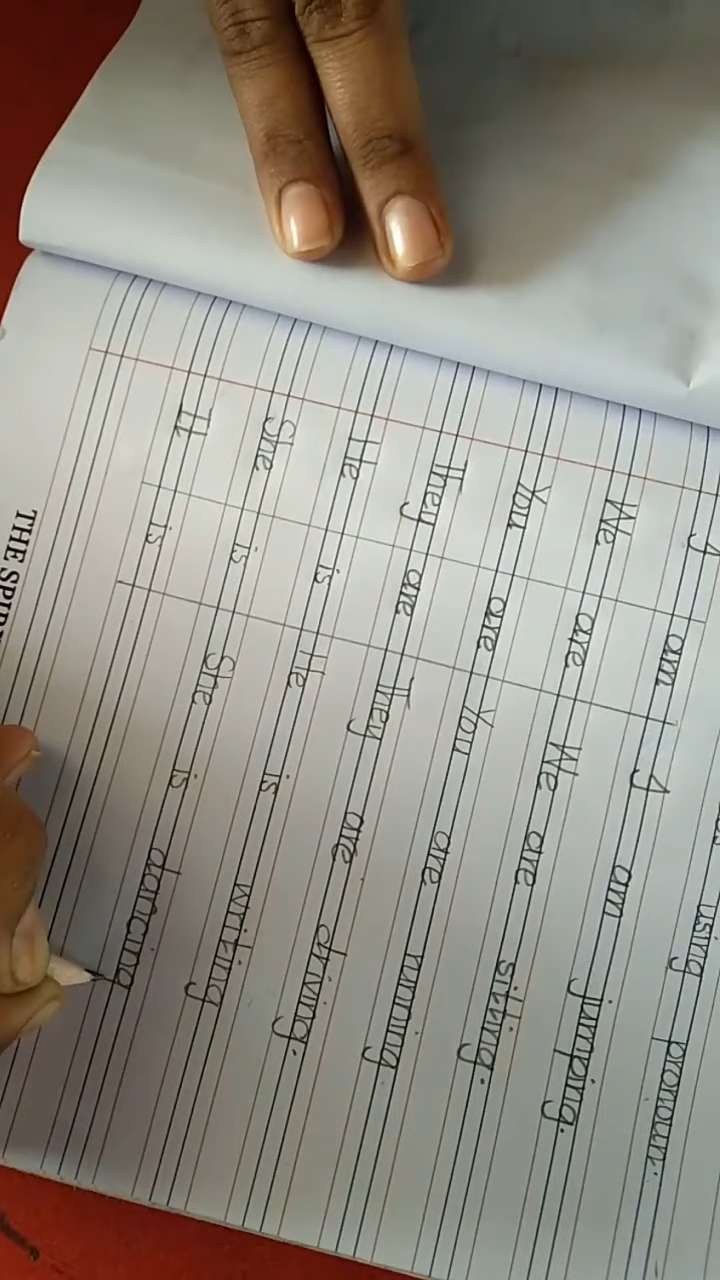 using pronoun.
I am I am jumping.
We are We are sitting.
You are You are running
They are They are driving.
He is He is writing
She is She is dancing
It is
THE SPIR